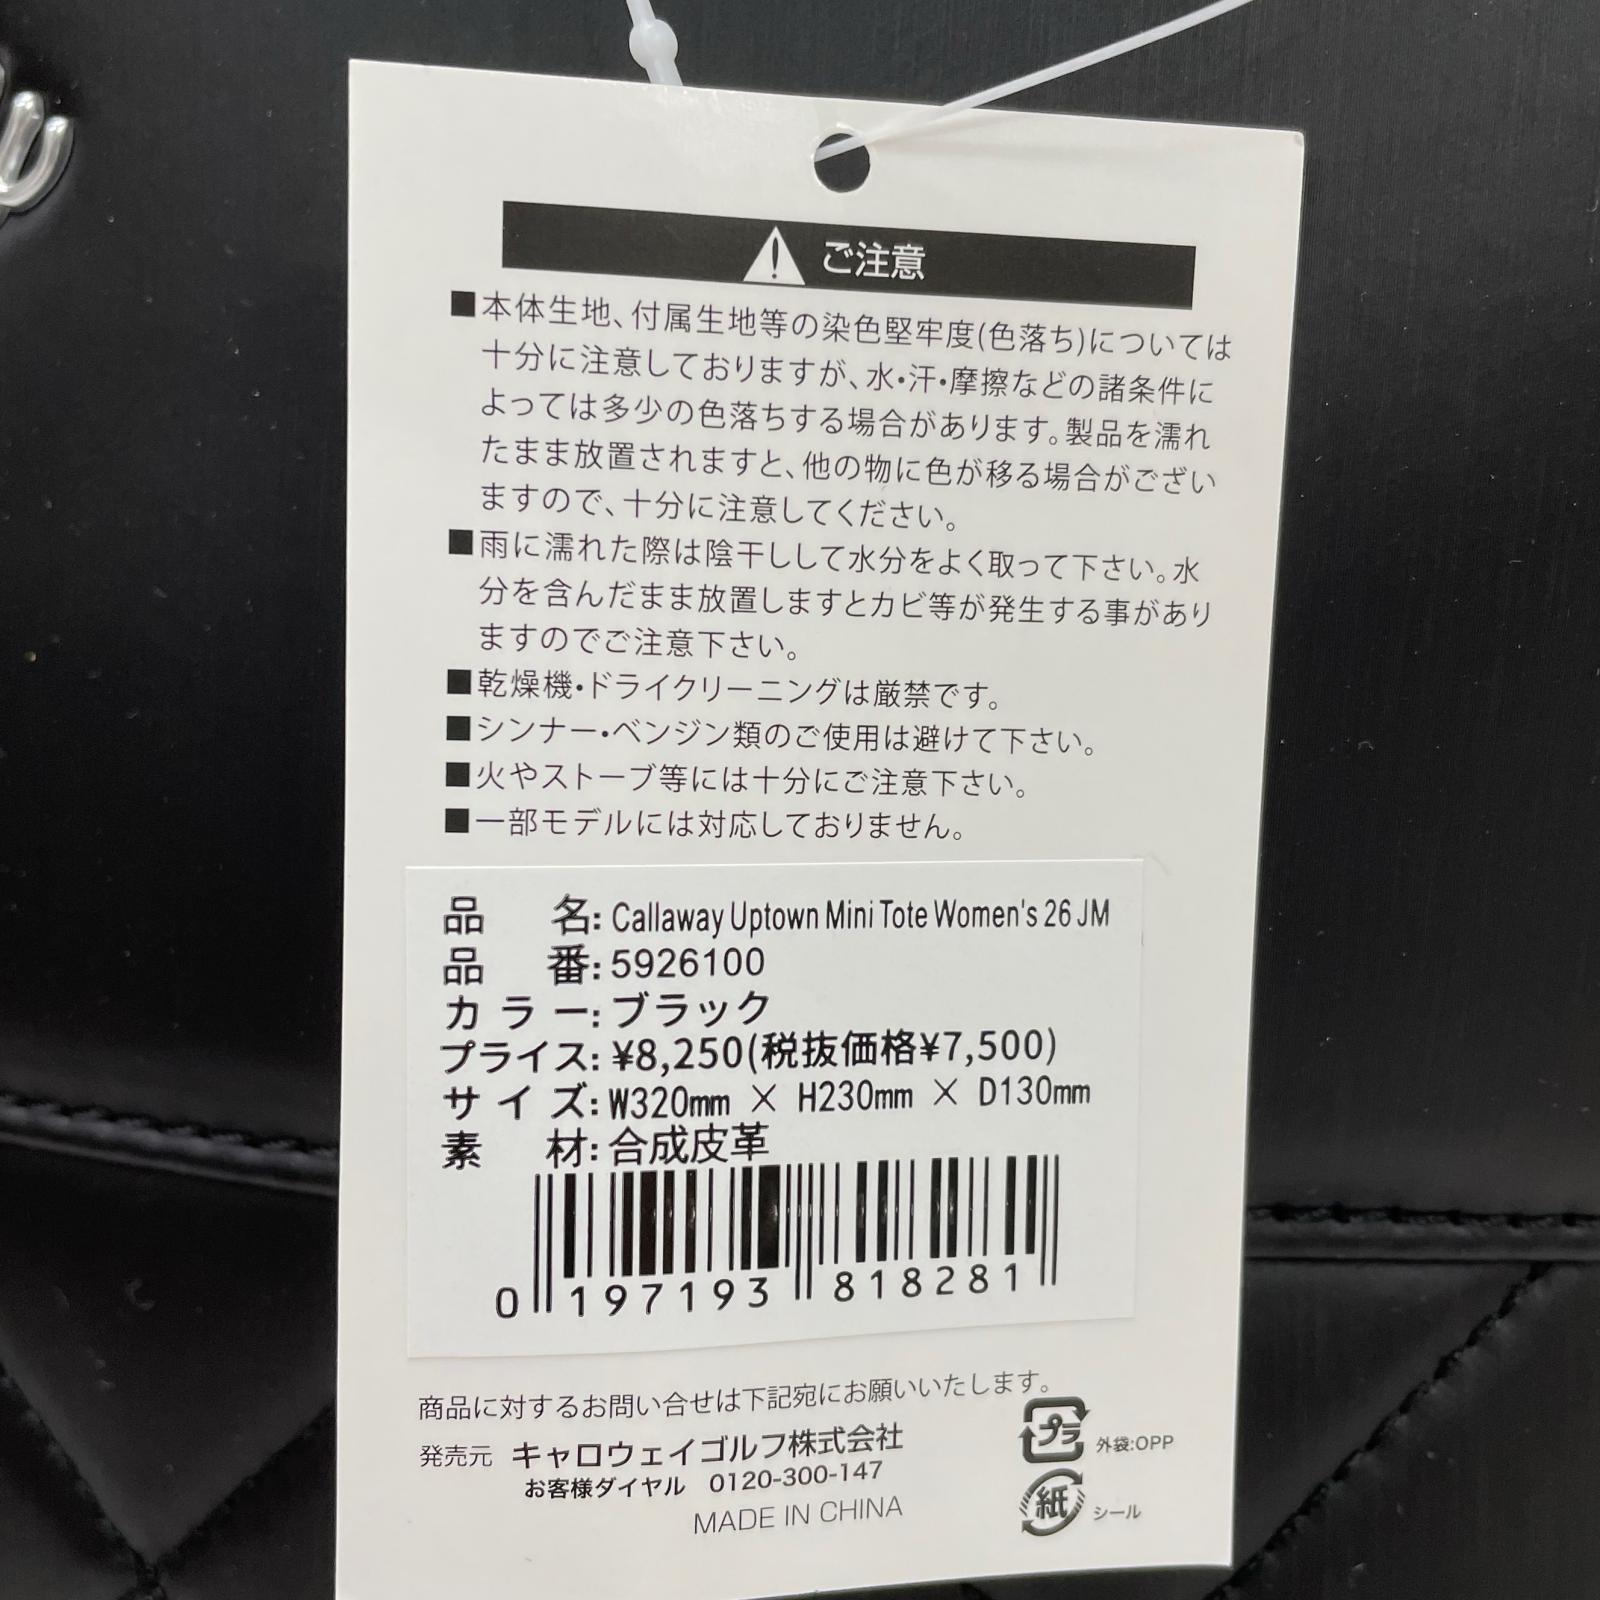 ご注意
■本体生地、付属生地等の染色堅牢度(色落ち)については
十分に注意しておりますが、水・汗・摩擦などの諸条件に
よっては多少の色落ちする場合があります。製品を濡れ
たまま放置されますと、他の物に色が移る場合がござい
ますので、十分に注意してください。
■雨に濡れた際は陰干しして水分をよく取って下さい。水
分を含んだまま放置しますとカビ等が発生する事があり
ますのでご注意下さい。
■乾燥機・ドライクリーニングは厳禁です。
■シンナー・ベンジン類のご使用は避けて下さい。
■火やストーブ等には十分にご注意下さい。
■一部モデルには対応しておりません。
品 名: Callaway Uptown Mini Tote Women's 26 JM
品 番: 5926100
カラー: ブラック
プライス: ¥8,250(税抜価格¥7,500)
サイズ: W320mm × H230mm × D130mm
素 材: 合成皮革
0 197193 818281
商品に対するお問い合せは下記宛にお願いいたします。
発売元 キャロウェイゴルフ株式会社
お客様ダイヤル 0120-300-147
MADE IN CHINA
プラ 外袋:OPP
紙 シール